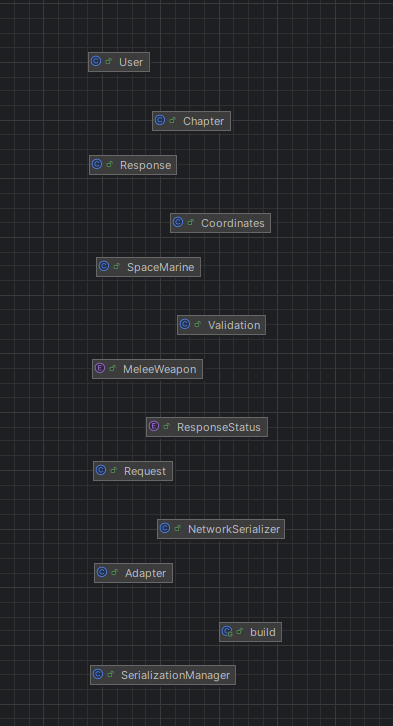 User
Chapter
Response
Coordinates
SpaceMarine
Validation
MeleeWeapon
ResponseStatus
Request
NetworkSerializer
Adapter
build
SerializationManager